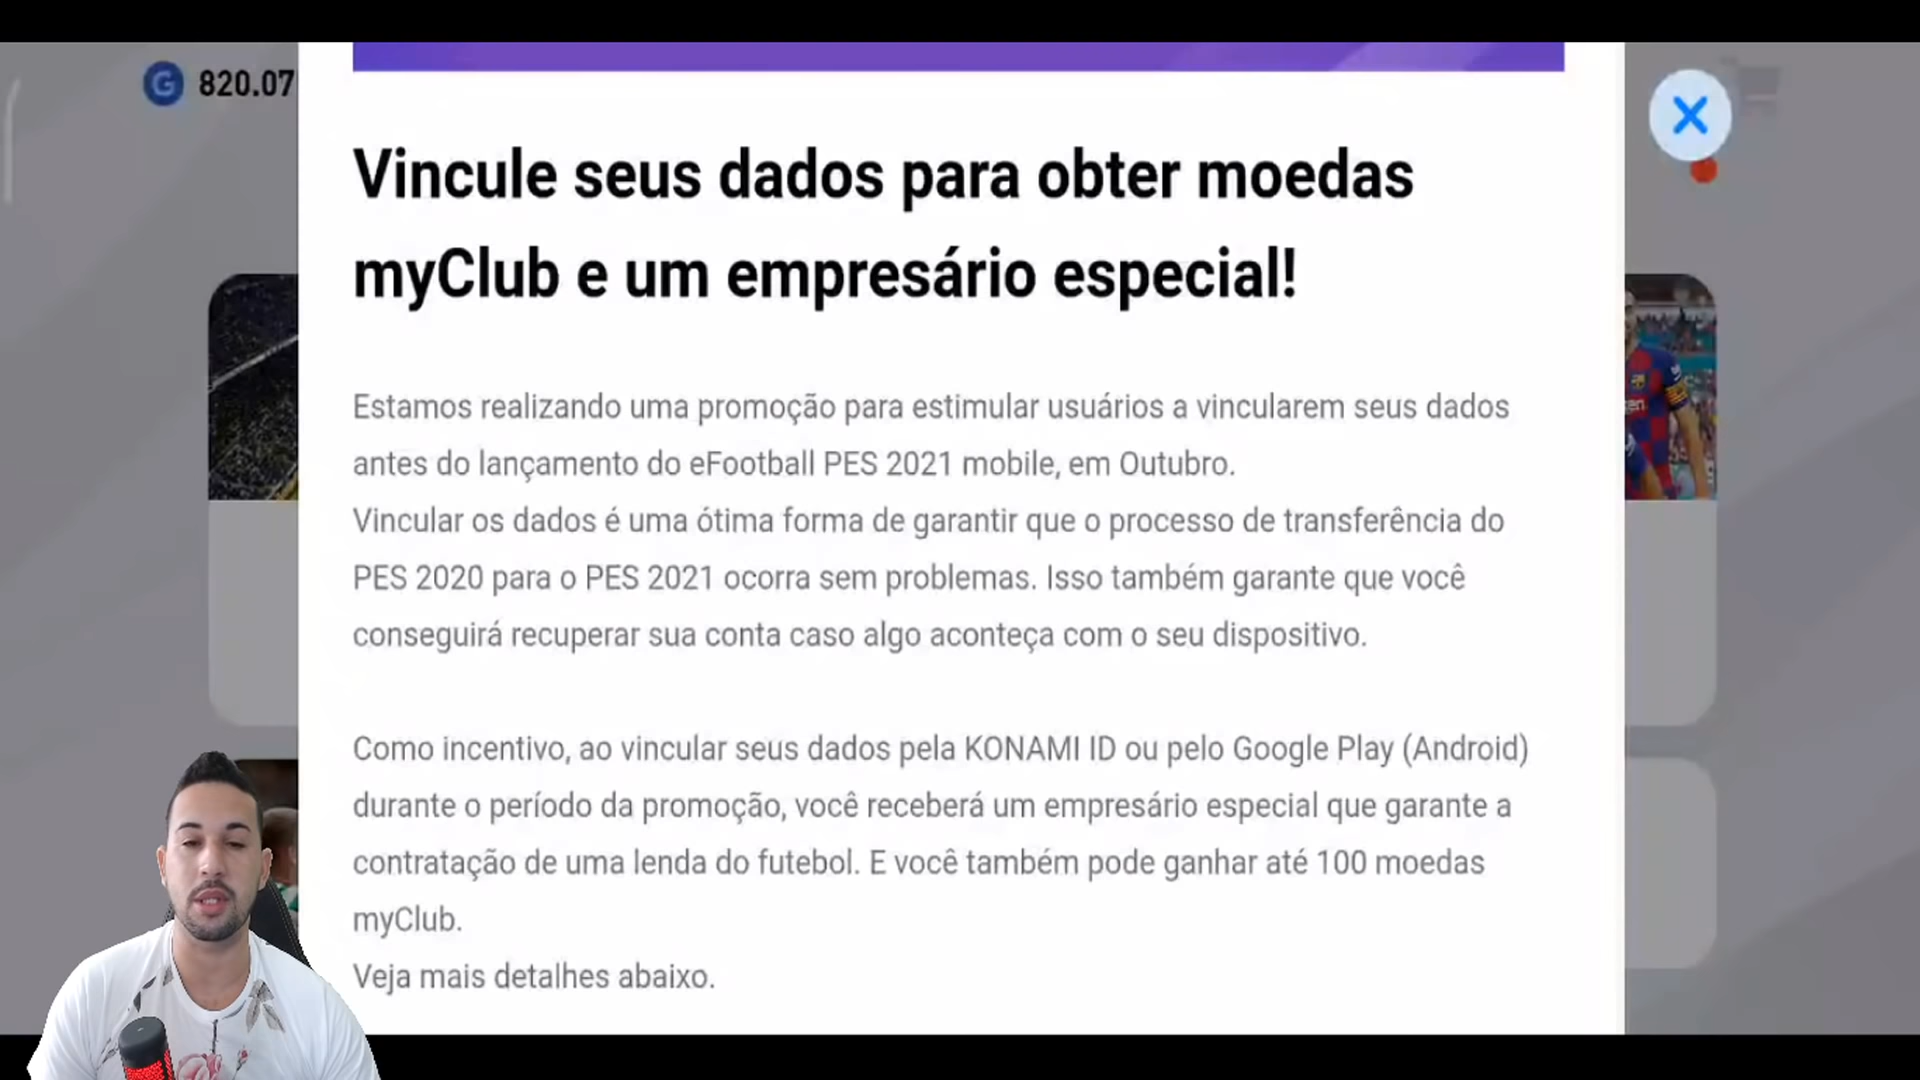 G 820.07
Vincule seus dados para obter moedas
myClub e um empresário especial!
Estamos realizando uma promoção para estimular usuários a vincularem seus dados
antes do lançamento do eFootball PES 2021 mobile, em Outubro.
Vincular os dados é uma ótima forma de garantir que o processo de transferência do
PES 2020 para o PES 2021 ocorra sem problemas. Isso também garante que você
conseguirá recuperar sua conta caso algo aconteça com o seu dispositivo.
Como incentivo, ao vincular seus dados pela KONAMI ID ou pelo Google Play (Android)
durante o período da promoção, você receberá um empresário especial que garante a
contratação de uma lenda do futebol. E você também pode ganhar até 100 moedas
myClub.
Veja mais detalhes abaixo.